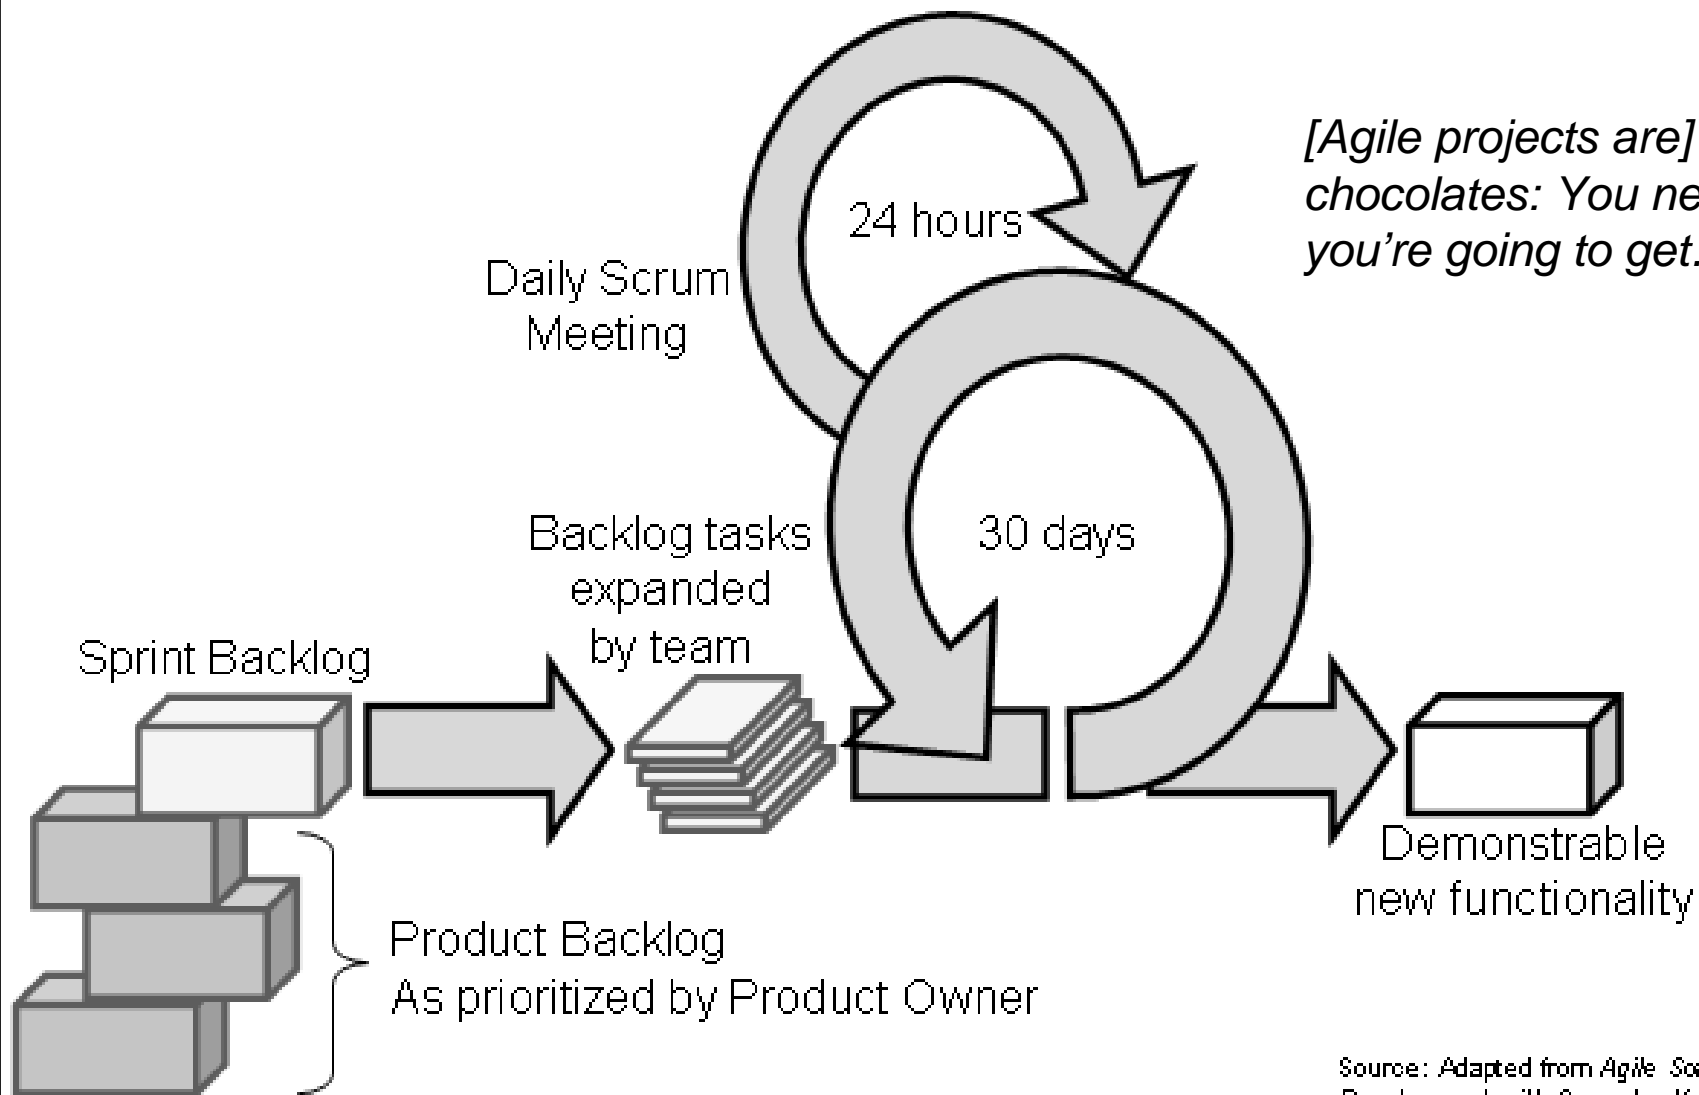 [Agile projects are]
chocolates: You ne
you're going to get.
24 hours
Daily Scrum
Meeting
30 days
Backlog tasks
expanded
by team
Sprint Backlog
Demonstrable
new functionality
Product Backlog
As prioritized by Product Owner
Source: Adapted from Agile